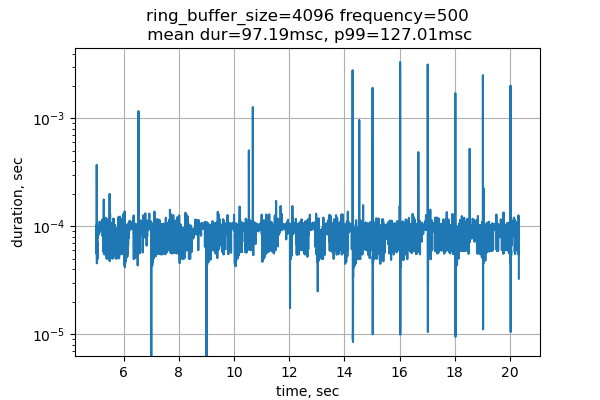 ring_buffer_size=4096 frequency=500
mean dur=97.19msc, p99=127.01msc
duration, sec
10⁻³
10⁻⁴
10⁻⁵
6 8 10 12 14 16 18 20
time, sec